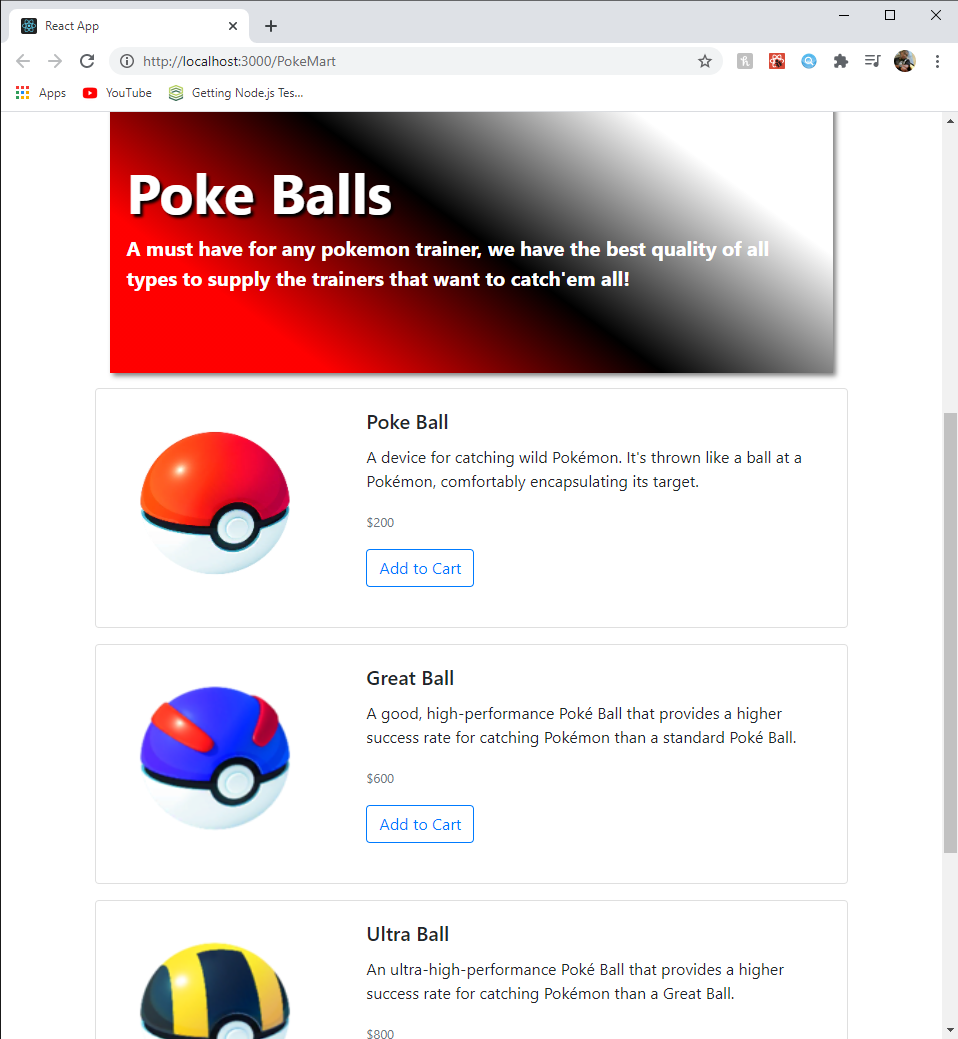 React App
http://localhost:3000/PokeMart
Apps
YouTube
Getting Node.js Tes...
Poke Balls
A must have for any pokemon trainer, we have the best quality of all
types to supply the trainers that want to catch'em all!
Poke Ball
A device for catching wild Pokémon. It's thrown like a ball at a
Pokémon, comfortably encapsulating its target.
$200
Add to Cart
Great Ball
A good, high-performance Poké Ball that provides a higher
success rate for catching Pokémon than a standard Poké Ball.
$600
Add to Cart
Ultra Ball
An ultra-high-performance Poké Ball that provides a higher
success rate for catching Pokémon than a Great Ball.
$800